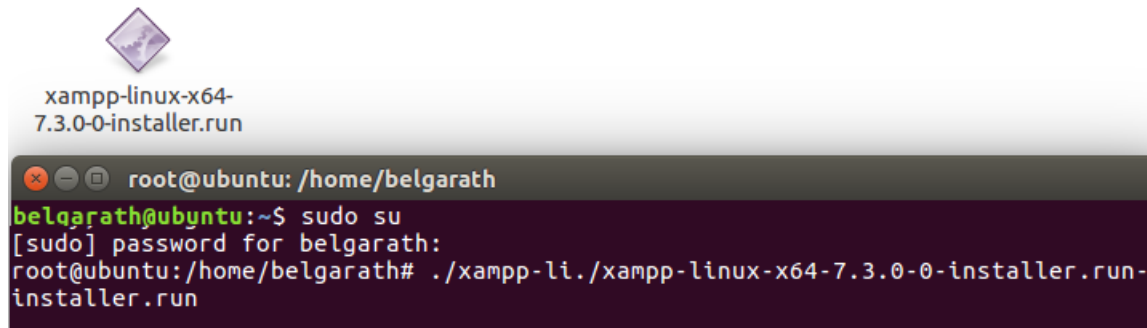 xampp-linux-x64-
7.3.0-0-installer.run
root@ubuntu: /home/belgarath
belgarath@ubuntu:~$ sudo su
[sudo] password for belgarath:
root@ubuntu:/home/belgarath# ./xampp-li./xampp-linux-x64-7.3.0-0-installer.run-
installer.run